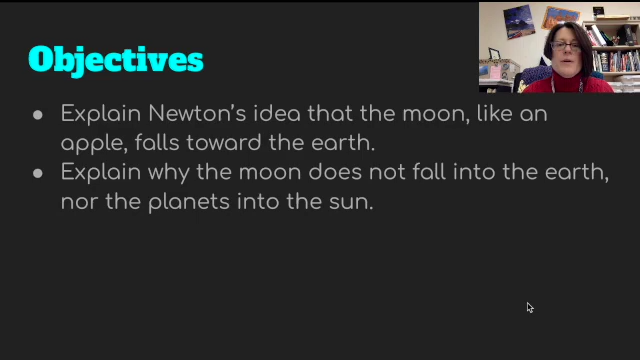 Objectives
● Explain Newton's idea that the moon, like an
apple, falls toward the earth.
● Explain why the moon does not fall into the earth,
nor the planets into the sun.